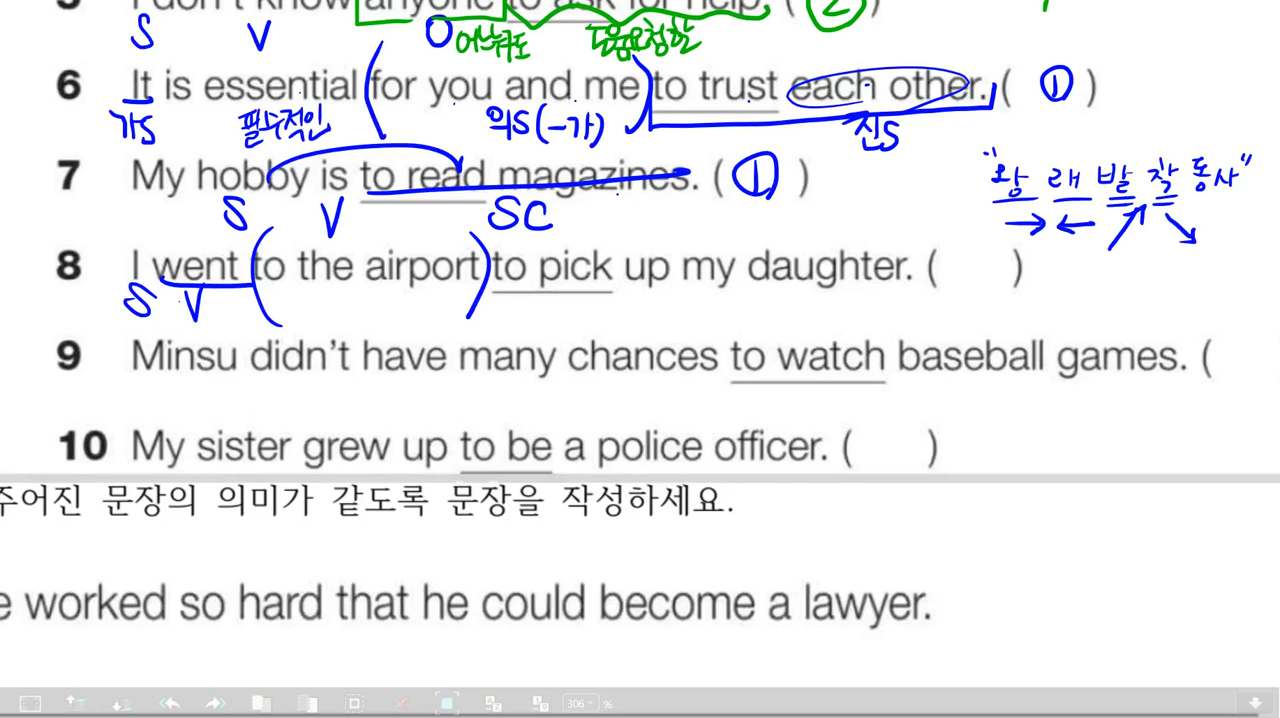 5 I don't know anyone to ask for help. ( ② )
S V O 어느누구도 도움요청할
6 It is essential for you and me to trust each other. ( ① )
가S 필수적인 의S (-가) 진S
7 My hobby is to read magazines. ( ① )
S V SC
"왕래발착동사"
8 I went to the airport to pick up my daughter. ( )
S V
9 Minsu didn't have many chances to watch baseball games. (
10 My sister grew up to be a police officer. ( )
주어진 문장의 의미가 같도록 문장을 작성하세요.
e worked so hard that he could become a lawyer.
306 %